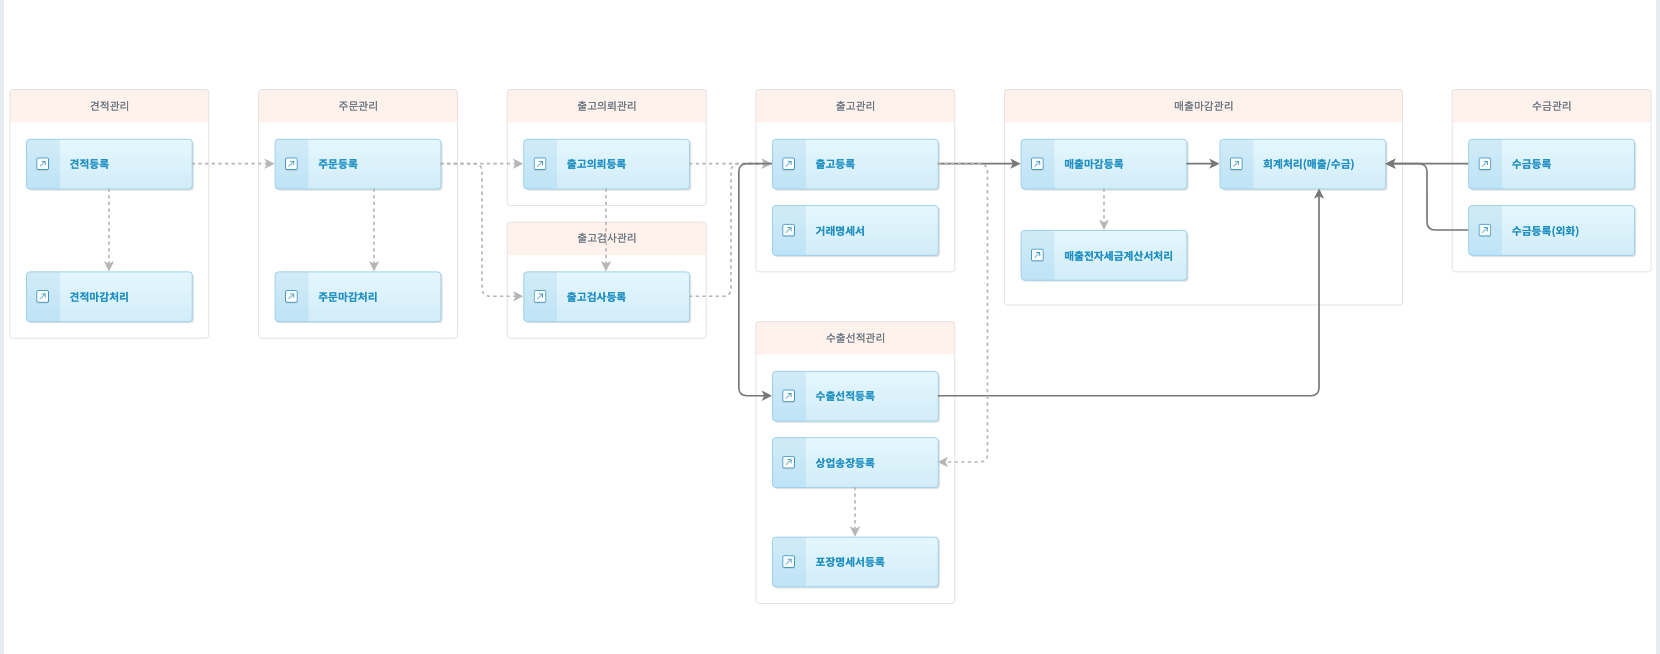 견적관리
견적등록
견적마감처리
주문관리
주문등록
주문마감처리
출고의뢰관리
출고의뢰등록
출고검사관리
출고검사등록
출고관리
출고등록
거래명세서
수출선적관리
수출선적등록
상업송장등록
포장명세서등록
매출마감관리
매출마감등록
회계처리(매출/수금)
매출전자세금계산서처리
수금관리
수금등록
수금등록(외화)